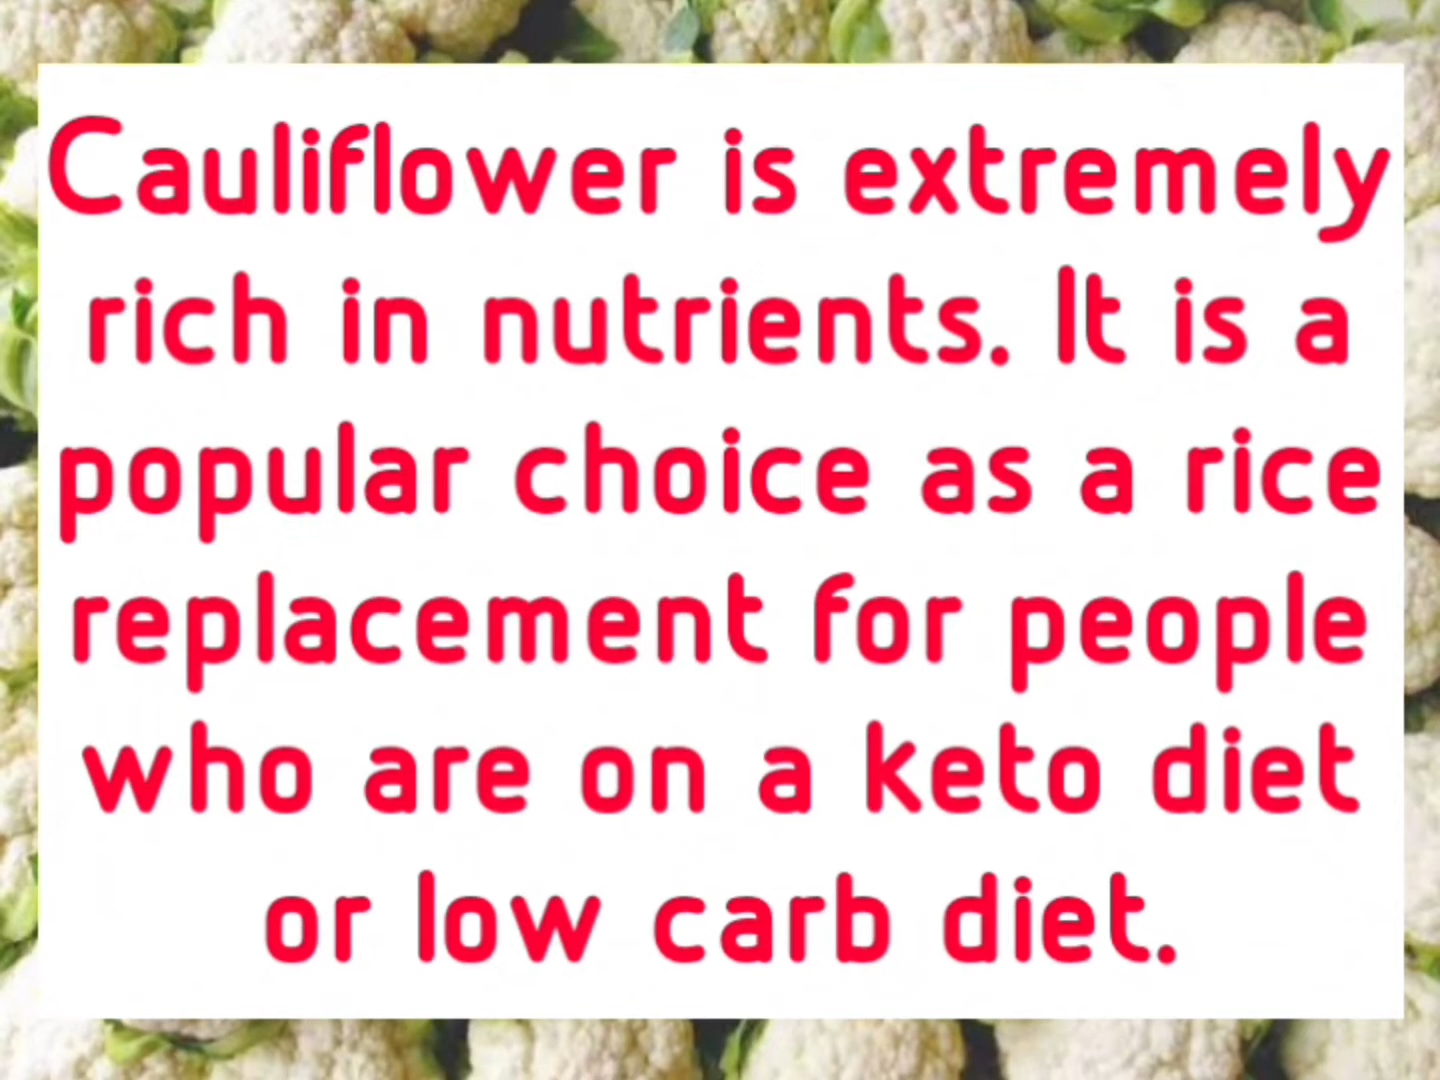 Cauliflower is extremely
rich in nutrients. It is a
popular choice as a rice
replacement for people
who are on a keto diet
or low carb diet.